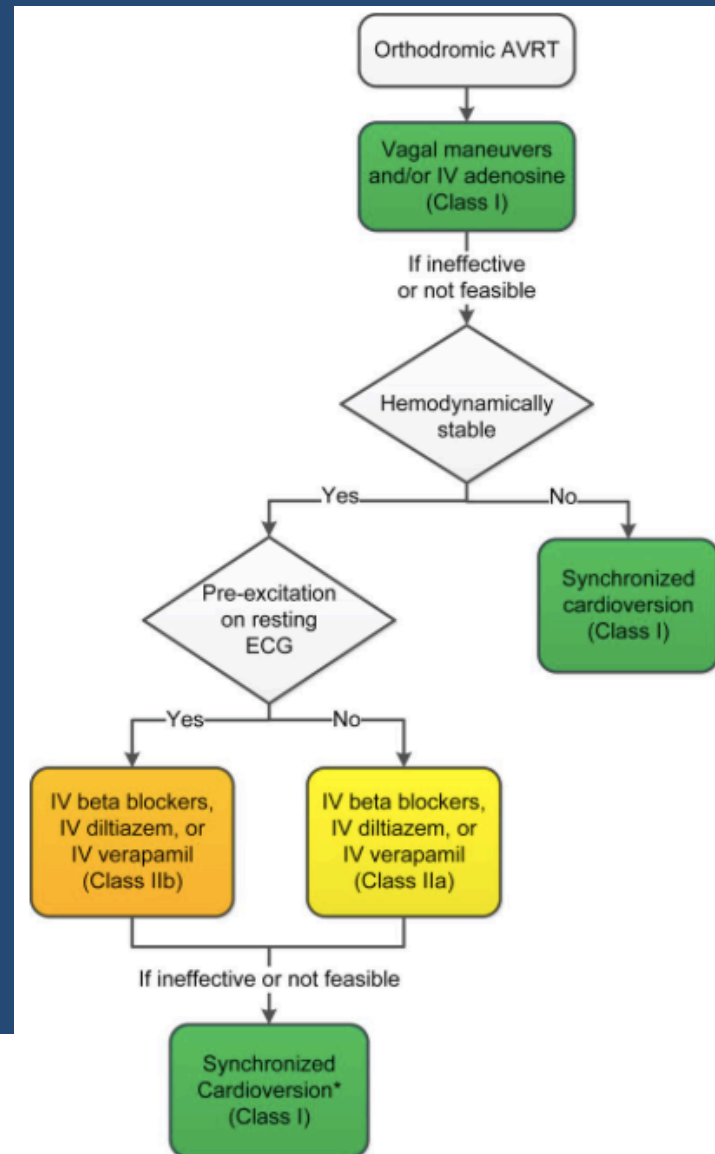 Orthodromic AVRT
Vagal maneuvers
and/or IV adenosine
(Class I)
If ineffective
or not feasible
Hemodynamically
stable
Yes
No
Synchronized
cardioversion
(Class I)
Pre-excitation
on resting
ECG
Yes
No
IV beta blockers,
IV diltiazem, or
IV verapamil
(Class IIb)
IV beta blockers,
IV diltiazem, or
IV verapamil
(Class IIa)
If ineffective or not feasible
Synchronized
Cardioversion*
(Class I)